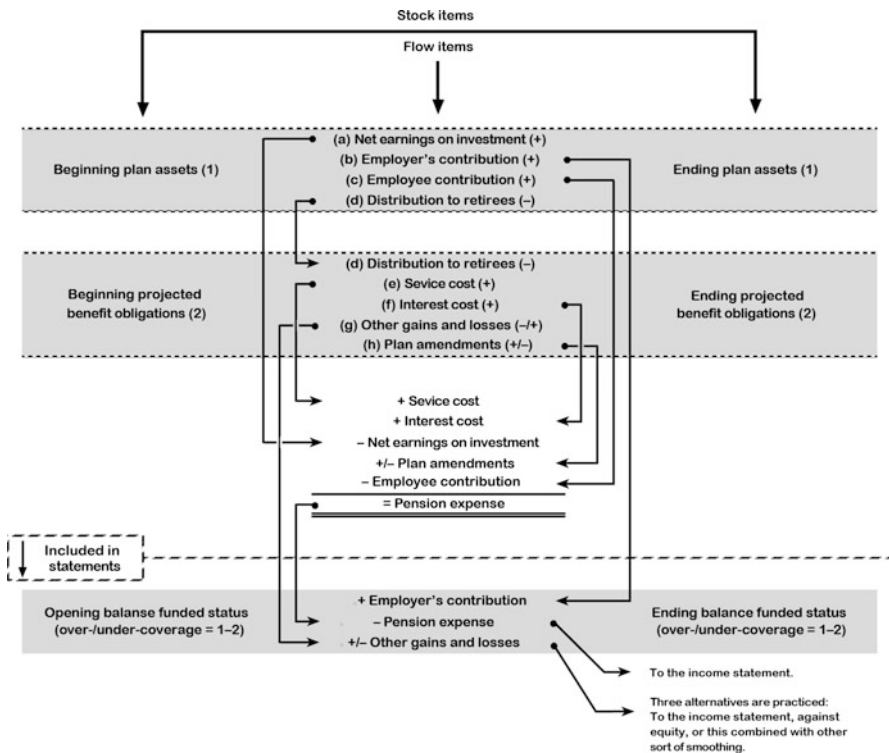 Stock items
Flow items
(a) Net earnings on investment (+)
(b) Employer's contribution (+)
Beginning plan assets (1)
Ending plan assets (1)
(c) Employee contribution (+)
(d) Distribution to retirees (–)
(d) Distribution to retirees (–)
(e) Sevice cost (+)
Beginning projected
benefit obligations (2)
(f) Interest cost (+)
Ending projected
benefit obligations (2)
(g) Other gains and losses (–/+)
(h) Plan amendments (+/–)
+ Sevice cost
+ Interest cost
– Net earnings on investment
+/– Plan amendments
– Employee contribution
= Pension expense
Included in
statements
Opening balanse funded status
(over-/under-coverage = 1–2)
+ Employer's contribution
– Pension expense
+/– Other gains and losses
Ending balance funded status
(over-/under-coverage = 1–2)
To the income statement.
Three alternatives are practiced:
To the income statement, against
equity, or this combined with other
sort of smoothing.